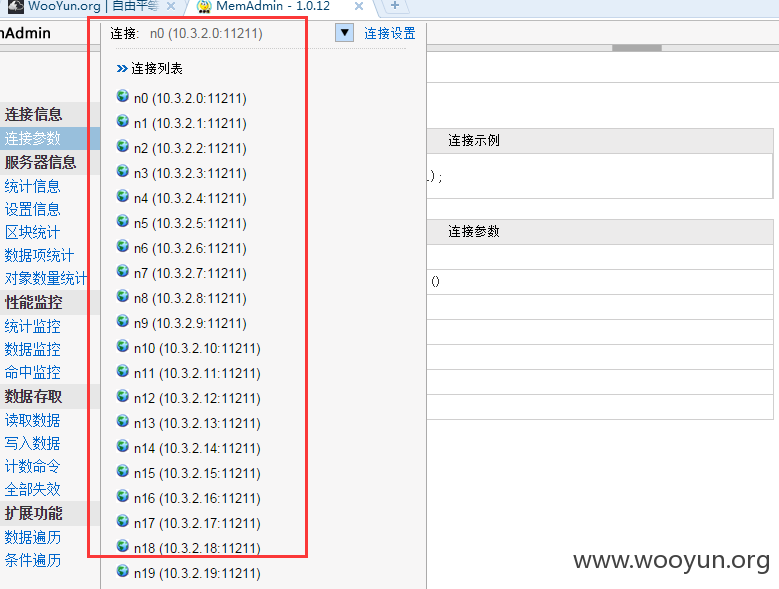 WooYun.org | 自由平等
MemAdmin - 1.0.12
mAdmin
连接: n0 (10.3.2.0:11211)
连接设置
连接列表
n0 (10.3.2.0:11211)
n1 (10.3.2.1:11211)
n2 (10.3.2.2:11211)
n3 (10.3.2.3:11211)
n4 (10.3.2.4:11211)
n5 (10.3.2.5:11211)
n6 (10.3.2.6:11211)
n7 (10.3.2.7:11211)
n8 (10.3.2.8:11211)
n9 (10.3.2.9:11211)
n10 (10.3.2.10:11211)
n11 (10.3.2.11:11211)
n12 (10.3.2.12:11211)
n13 (10.3.2.13:11211)
n14 (10.3.2.14:11211)
n15 (10.3.2.15:11211)
n16 (10.3.2.16:11211)
n17 (10.3.2.17:11211)
n18 (10.3.2.18:11211)
n19 (10.3.2.19:11211)
连接信息
连接参数
服务器信息
统计信息
设置信息
区块统计
数据项统计
对象数量统计
性能监控
统计监控
数据监控
命中监控
数据存取
读取数据
写入数据
计数命令
全部失效
扩展功能
数据遍历
条件遍历
连接示例
.);
连接参数
()
www.wooyun.org